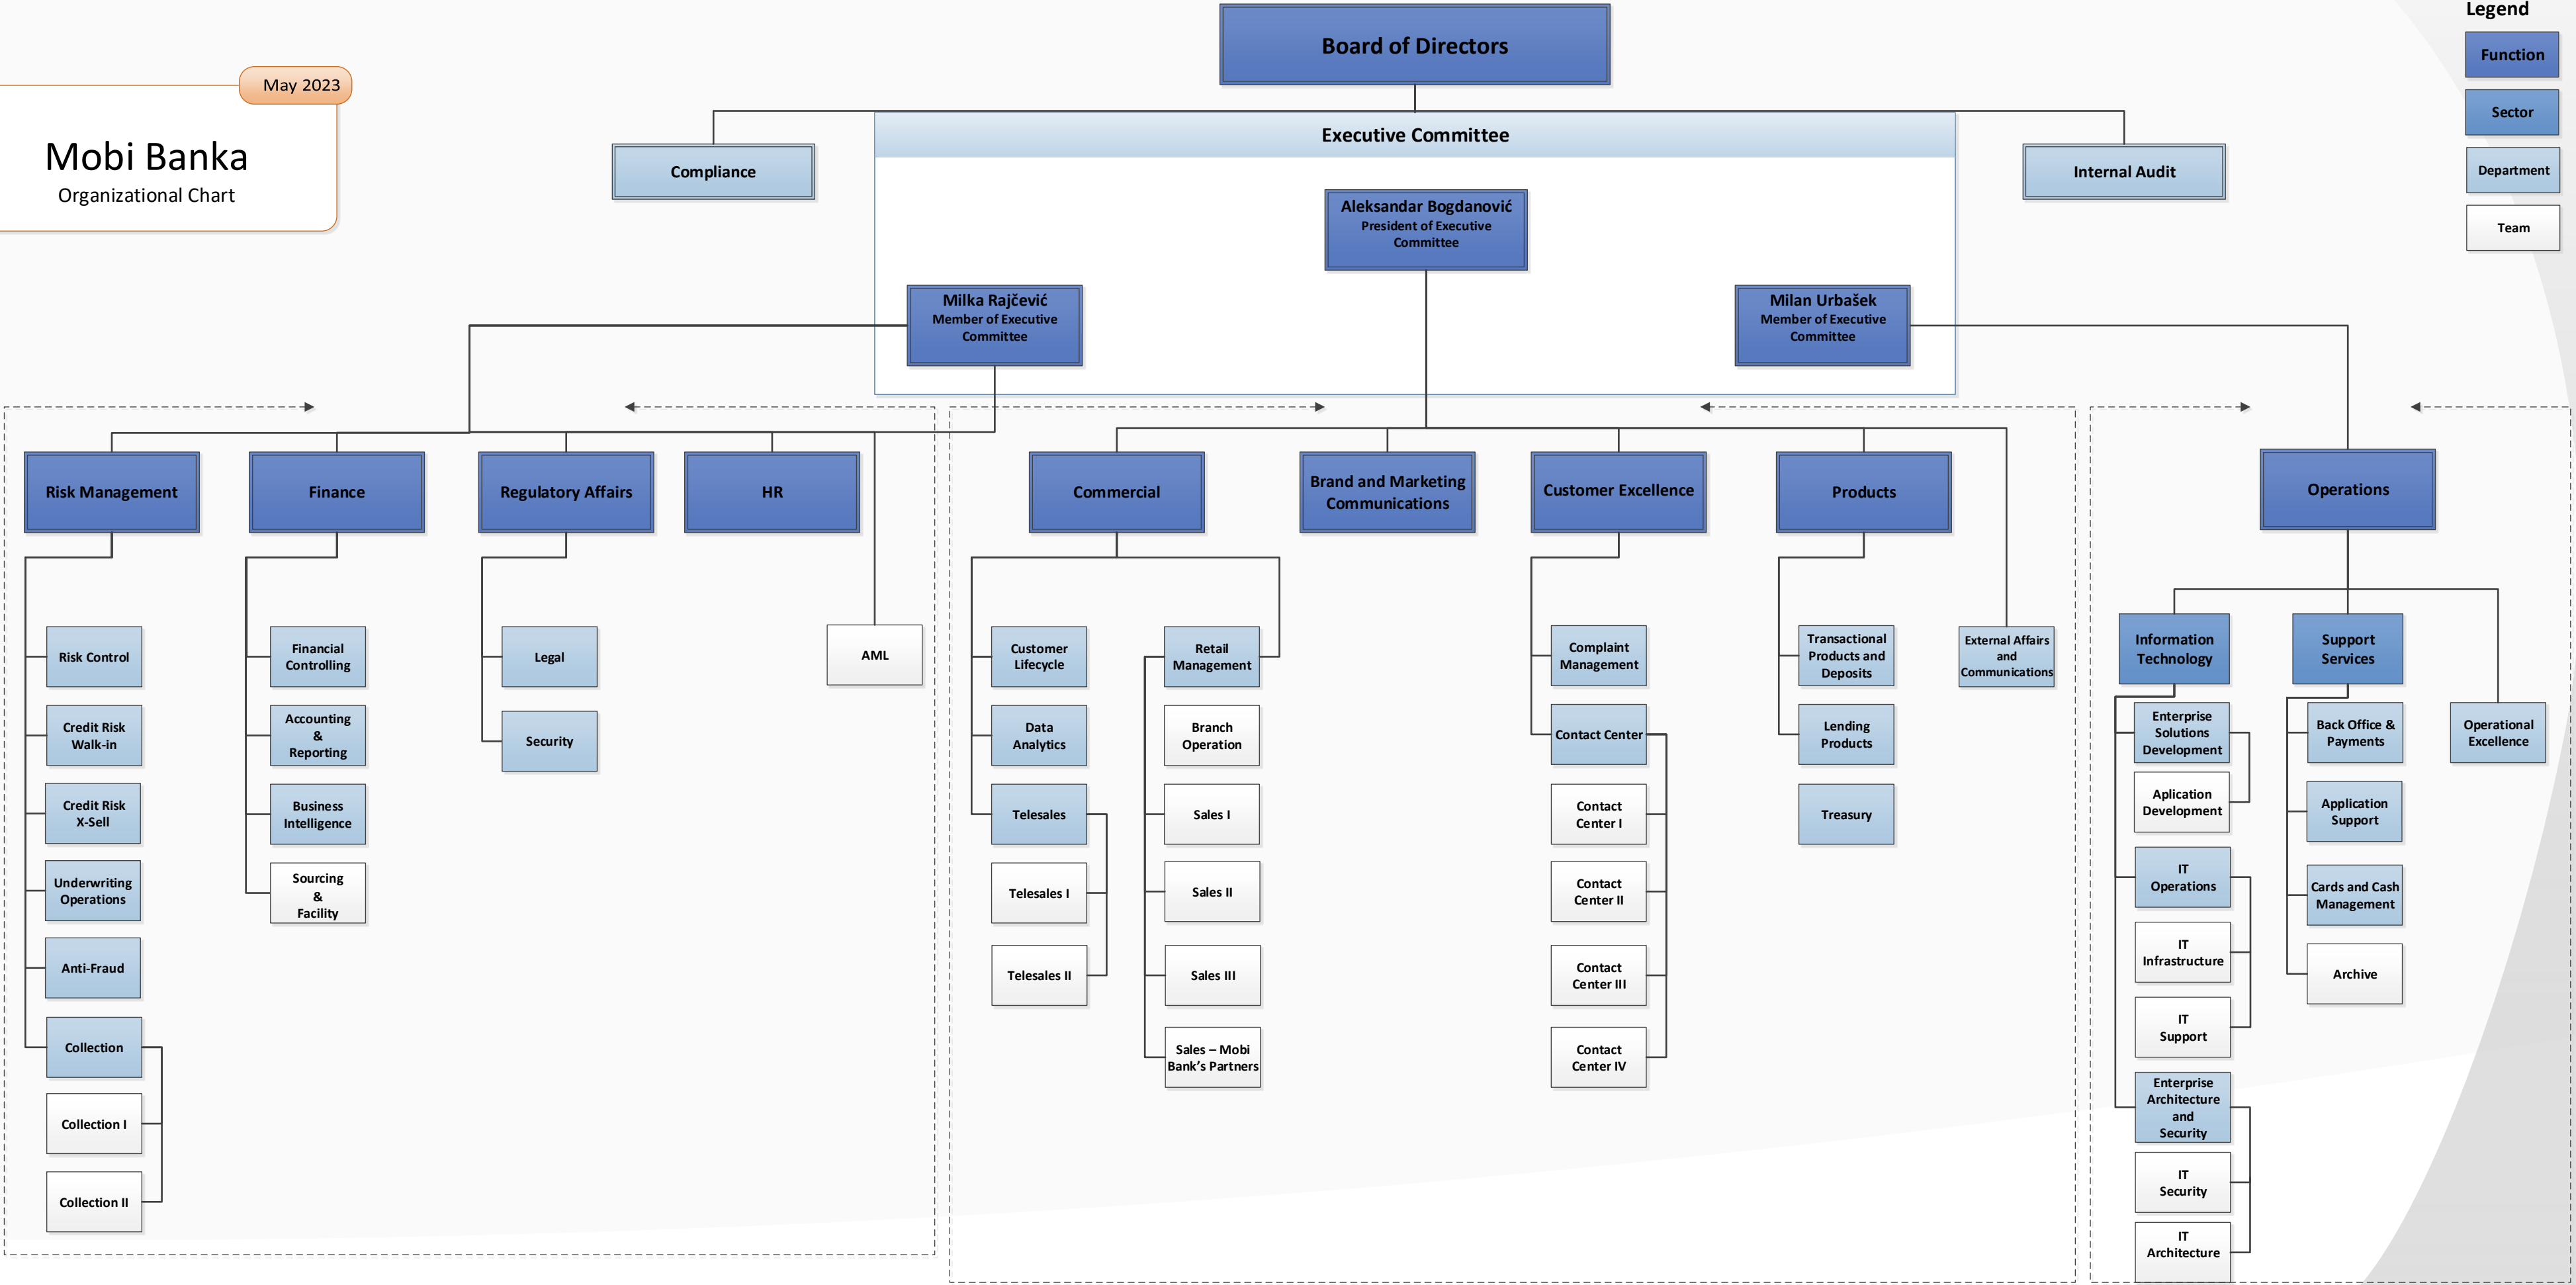 Legend
Function
Sector
Department
Team
May 2023
Mobi Banka
Organizational Chart
Board of Directors
Executive Committee
Compliance
Internal Audit
Aleksandar Bogdanović
President of Executive
Committee
Milka Rajčević
Member of Executive
Committee
Milan Urbašek
Member of Executive
Committee
Risk Management
Finance
Regulatory Affairs
HR
Commercial
Brand and Marketing
Communications
Customer Excellence
Products
Operations
Risk Control
Credit Risk
Walk-in
Credit Risk
X-Sell
Underwriting
Operations
Anti-Fraud
Collection
Collection I
Collection II
Financial
Controlling
Accounting
&
Reporting
Business
Intelligence
Sourcing
&
Facility
Legal
Security
AML
Customer
Lifecycle
Data
Analytics
Telesales
Telesales I
Telesales II
Retail
Management
Branch
Operation
Sales I
Sales II
Sales III
Sales – Mobi
Bank’s Partners
Complaint
Management
Contact Center
Contact
Center I
Contact
Center II
Contact
Center III
Contact
Center IV
Transactional
Products and
Deposits
Lending
Products
Treasury
External Affairs
and
Communications
Information
Technology
Enterprise
Solutions
Development
Aplication
Development
IT
Operations
IT
Infrastructure
IT
Support
Enterprise
Architecture
and
Security
IT
Security
IT
Architecture
Support
Services
Back Office &
Payments
Application
Support
Cards and Cash
Management
Archive
Operational
Excellence